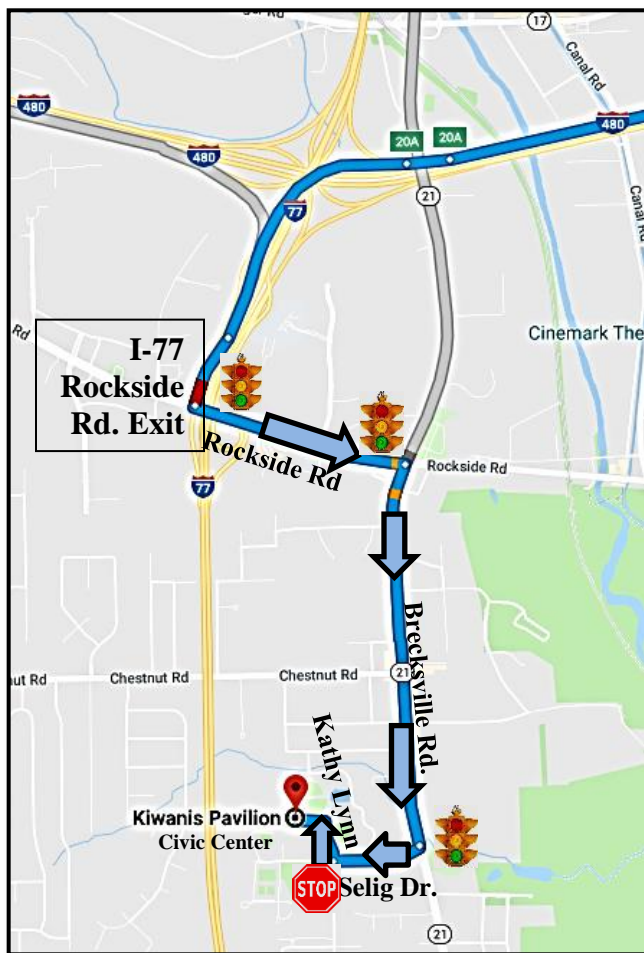 17
Canal Rd
480
480
20A
20A
480
21
77
Canal Rd
Rd
Cinemark The
I-77
Rockside
Rd. Exit
Rockside Rd
Rockside Rd
77
Brecksville Rd.
ut Rd
Chestnut Rd
Chestnut Rd
21
Kathy Lynn
Kiwanis Pavilion
Civic Center
STOP
Selig Dr.
21